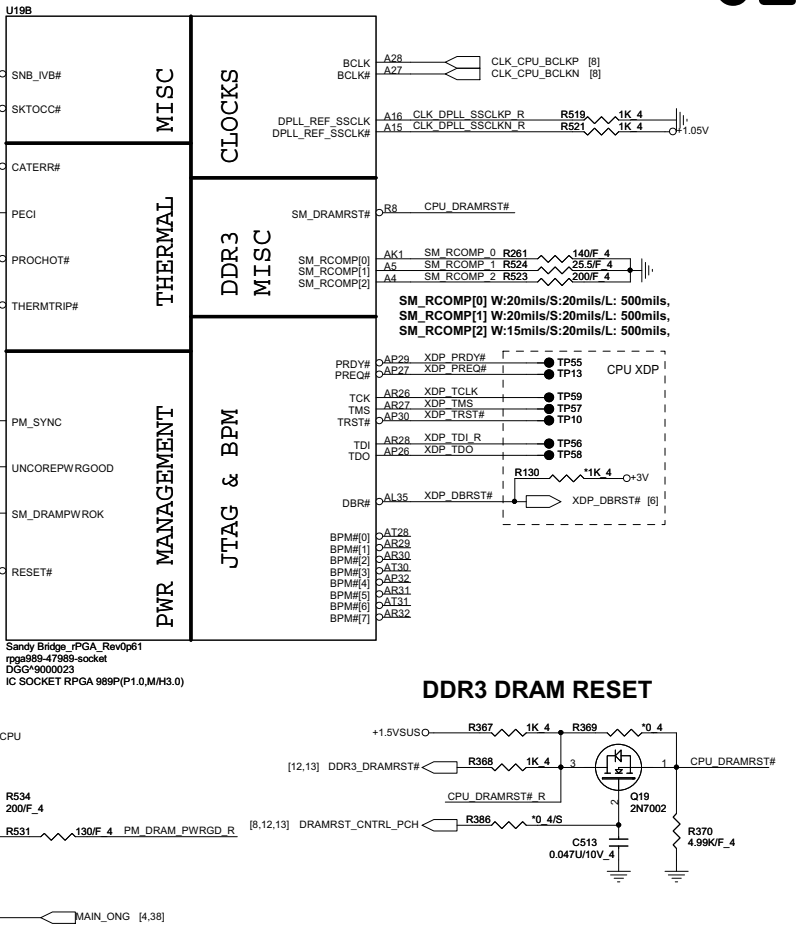 U19B
SNB_IVB#
SKTOCC#
MISC
CATERR#
PECI
PROCHOT#
THERMTRIP#
THERMAL
PM_SYNC
UNCOREPWRGOOD
SM_DRAMPWROK
RESET#
PWR MANAGEMENT
CLOCKS
BCLK A28 CLK_CPU_BCLKP [8]
BCLK# A27 CLK_CPU_BCLKN [8]
DPLL_REF_SSCLK A16 CLK_DPLL_SSCLKP_R R519 1K_4
DPLL_REF_SSCLK# A15 CLK_DPLL_SSCLKN_R R521 1K_4 +1.05V
DDR3 MISC
SM_DRAMRST# R8 CPU_DRAMRST#
SM_RCOMP[0] AK1 SM_RCOMP_0 R261 140/F_4
SM_RCOMP[1] A5 SM_RCOMP_1 R524 25.5/F_4
SM_RCOMP[2] A4 SM_RCOMP_2 R523 200/F_4
SM_RCOMP[0] W:20mils/S:20mils/L: 500mils,
SM_RCOMP[1] W:20mils/S:20mils/L: 500mils,
SM_RCOMP[2] W:15mils/S:20mils/L: 500mils,
JTAG & BPM
CPU XDP
PRDY# AP29 XDP_PRDY# TP55
PREQ# AP27 XDP_PREQ# TP13
TCK AR26 XDP_TCLK TP59
TMS AR27 XDP_TMS TP57
TRST# AP30 XDP_TRST# TP10
TDI AR28 XDP_TDI_R TP56
TDO AP26 XDP_TDO TP58
R130 *1K_4 +3V
DBR# AL35 XDP_DBRST# XDP_DBRST# [6]
BPM#[0] AT28
BPM#[1] AR29
BPM#[2] AR30
BPM#[3] AT30
BPM#[4] AP32
BPM#[5] AR31
BPM#[6] AT31
BPM#[7] AR32
Sandy Bridge_rPGA_Rev0p61
rpga989-47989-socket
DGG^9000023
IC SOCKET RPGA 989P(P1.0,M/H3.0)
CPU
R534
200/F_4
R531 130/F_4 PM_DRAM_PWRGD_R
MAIN_ONG [4,38]
DDR3 DRAM RESET
+1.5VSUS R367 1K_4 R369 *0_4
[12,13] DDR3_DRAMRST# R368 1K_4 3 1 CPU_DRAMRST#
CPU_DRAMRST#_R
2
Q19
2N7002
[8,12,13] DRAMRST_CNTRL_PCH R386 *0_4/S
C513
0.047U/10V_4
R370
4.99K/F_4